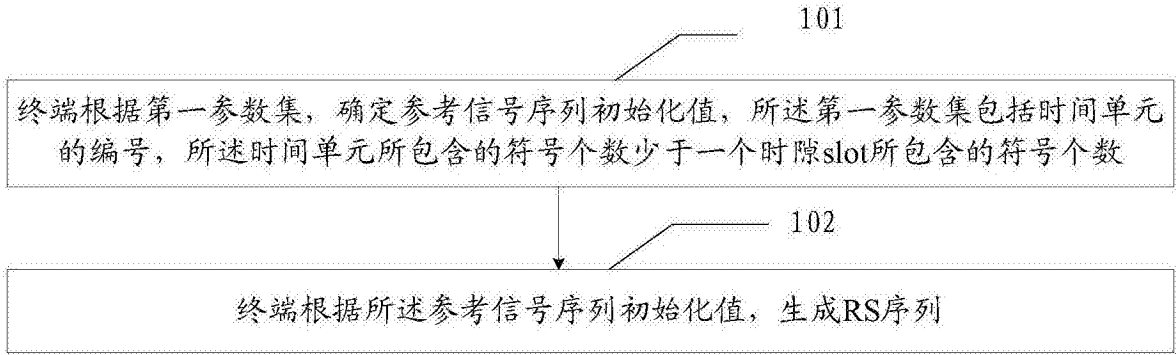 101
终端根据第一参数集，确定参考信号序列初始化值，所述第一参数集包括时间单元
的编号，所述时间单元所包含的符号个数少于一个时隙slot所包含的符号个数
102
终端根据所述参考信号序列初始化值，生成RS序列